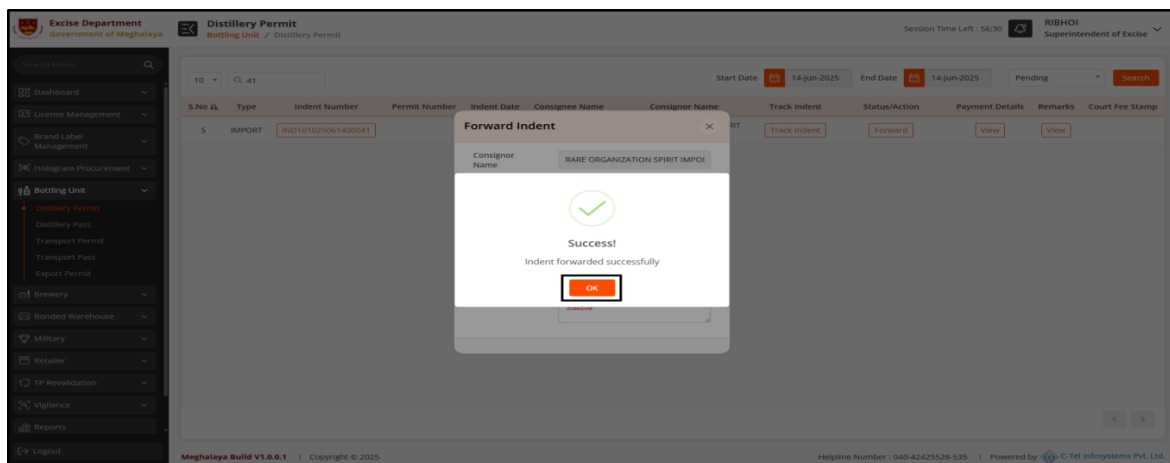 Excise Department
Government of Meghalaya
Distillery Permit
Bottling Unit / Distillery Permit
Session Time Left : 56:30
RIBHOI
Superintendent of Excise
Search Menu
Dashboard
License Management
Brand Label
Management
Hologram Procurement
Bottling Unit
Distillery Permit
Distillery Pass
Transport Permit
Transport Pass
Export Permit
Brewery
Bonded Warehouse
Military
Retailer
TP Revalidation
Vigilance
Reports
Logout
10
41
Start Date 14-Jun-2025 End Date 14-Jun-2025 Pending Search
S.No Type Indent Number Permit Number Indent Date Consignee Name Consignor Name Track Indent Status/Action Payment Details Remarks Court Fee Stamp
5 IMPORT IND101025061400041 Track Indent Forward View View
Forward Indent
Consignor
Name
RARE ORGANIZATION SPIRIT IMPOI
Success!
Indent forwarded successfully
OK
Meghalaya Build V1.0.0.1 | Copyright © 2025
Helpline Number : 040-42425528-535 | Powered by C-Tel Infosystems Pvt. Ltd.